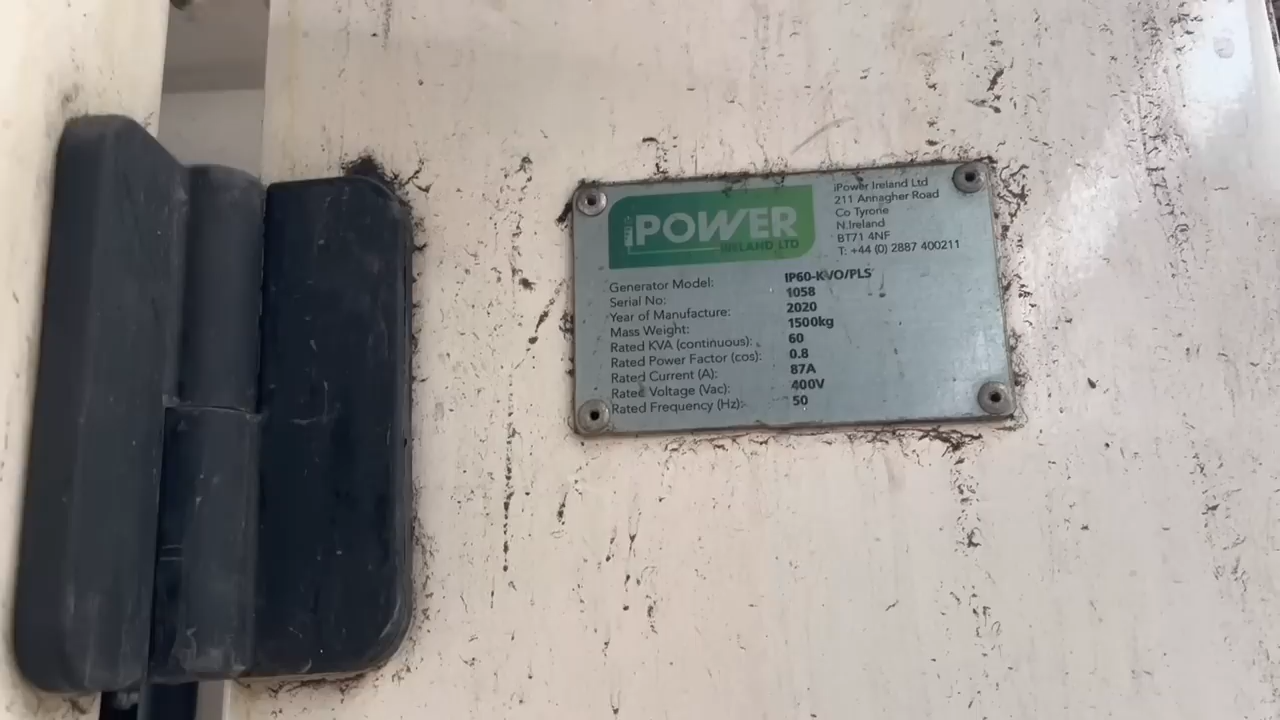 iPOWER
IRELAND LTD
iPower Ireland Ltd
211 Annagher Road
Co Tyrone
N.Ireland
BT71 4NF
T: +44 (0) 2887 400211
Generator Model: IP60-KVO/PLS
Serial No: 1058
Year of Manufacture: 2020
Mass Weight: 1500kg
Rated KVA (continuous): 60
Rated Power Factor (cos): 0.8
Rated Current (A): 87A
Rated Voltage (Vac): 400V
Rated Frequency (Hz): 50